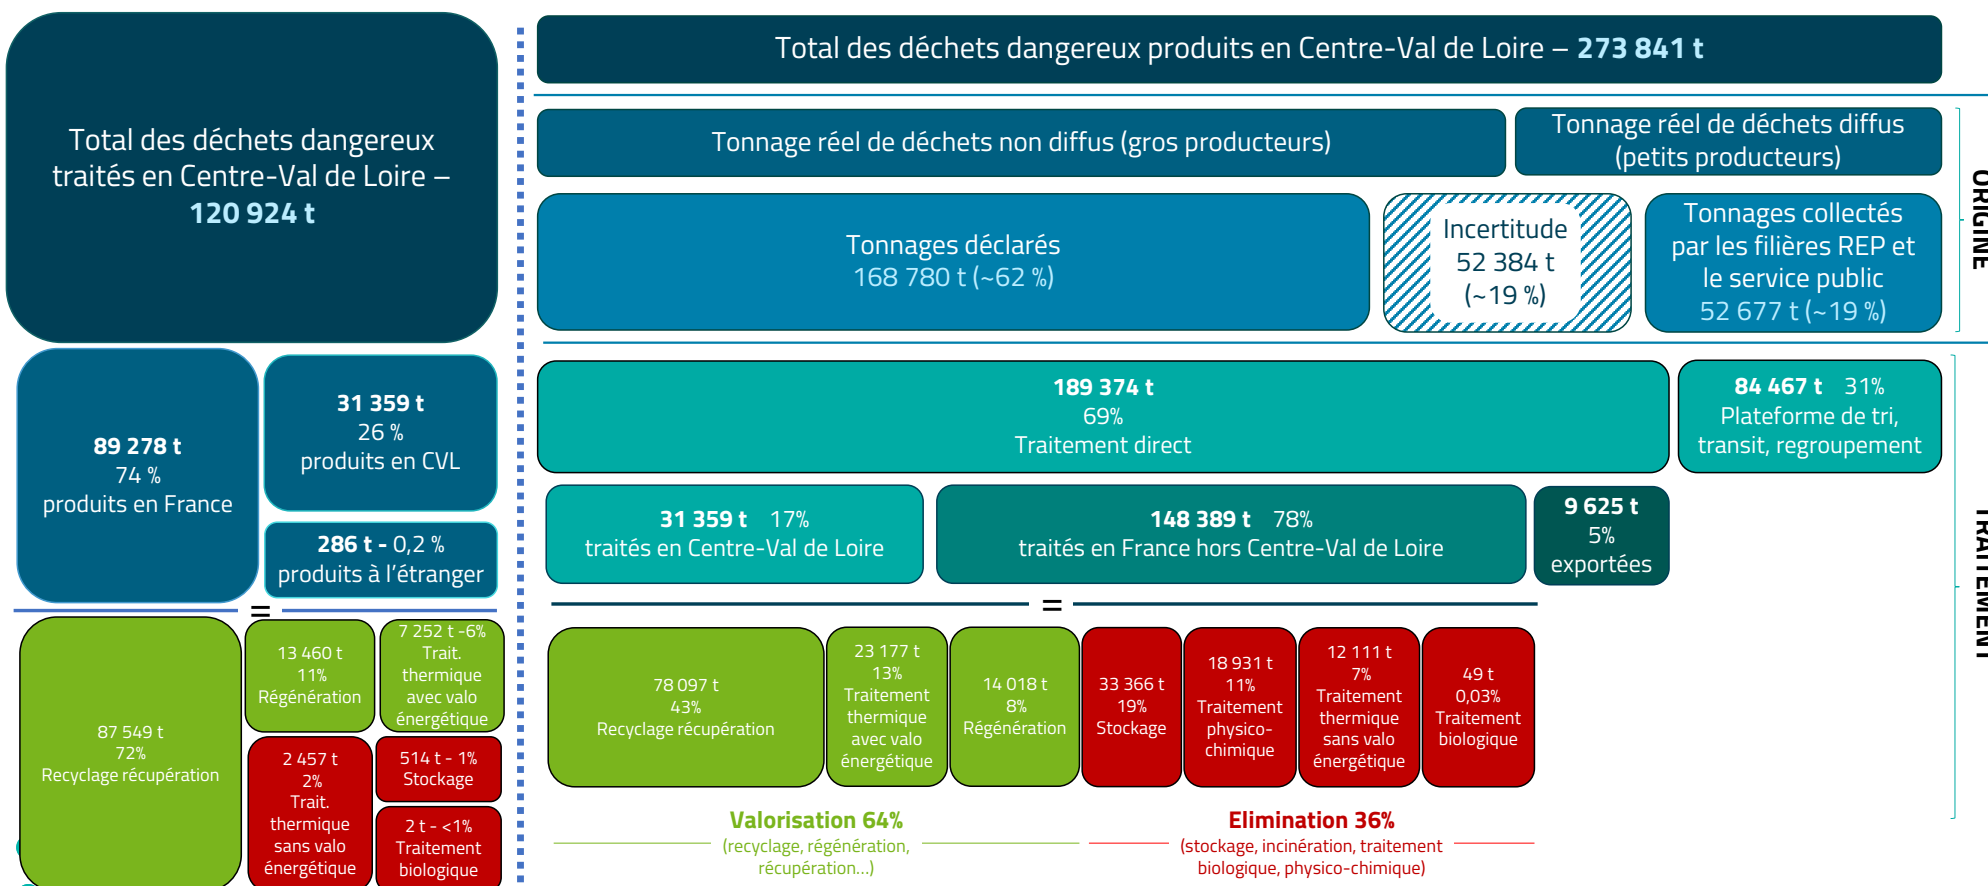 Total des déchets dangereux
traités en Centre-Val de Loire –
120 924 t
89 278 t
74 %
produits en France
31 359 t
26 %
produits en CVL
286 t - 0,2 %
produits à l'étranger
=
87 549 t
72%
Recyclage récupération
13 460 t
11%
Régénération
7 252 t -6%
Trait.
thermique
avec valo
énergétique
2 457 t
2%
Trait.
thermique
sans valo
énergétique
514 t - 1%
Stockage
2 t - <1%
Traitement
biologique
Total des déchets dangereux produits en Centre-Val de Loire – 273 841 t
Tonnage réel de déchets non diffus (gros producteurs)
Tonnage réel de déchets diffus
(petits producteurs)
Tonnages déclarés
168 780 t (~62 %)
Incertitude
52 384 t
(~19 %)
Tonnages collectés
par les filières REP et
le service public
52 677 t (~19 %)
ORIGINE
189 374 t
69%
Traitement direct
84 467 t 31%
Plateforme de tri,
transit, regroupement
31 359 t 17%
traités en Centre-Val de Loire
148 389 t 78%
traités en France hors Centre-Val de Loire
9 625 t
5%
exportées
TRAITEMENT
=
78 097 t
43%
Recyclage récupération
23 177 t
13%
Traitement
thermique
avec valo
énergétique
14 018 t
8%
Régénération
33 366 t
19%
Stockage
18 931 t
11%
Traitement
physico-
chimique
12 111 t
7%
Traitement
thermique
sans valo
énergétique
49 t
0,03%
Traitement
biologique
Valorisation 64%
(recyclage, régénération,
récupération...)
Elimination 36%
(stockage, incinération, traitement
biologique, physico-chimique)